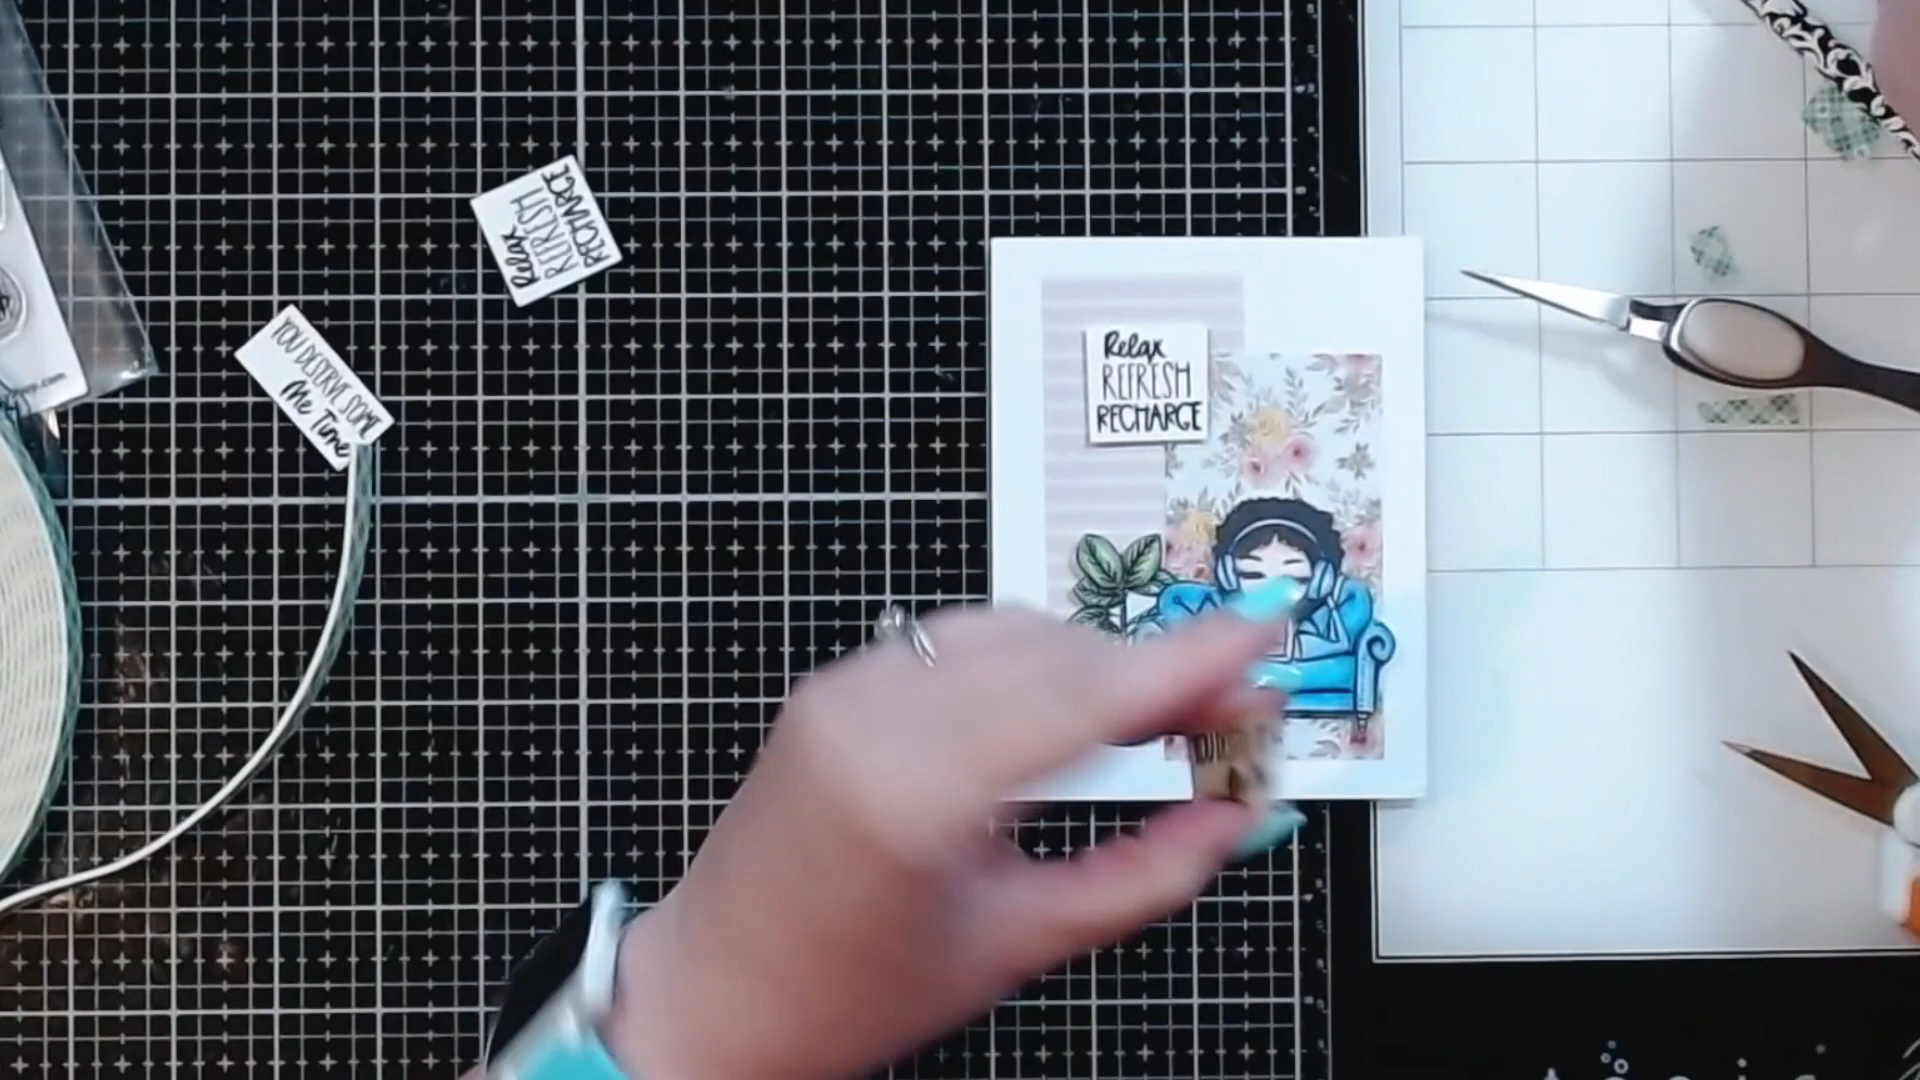 Relax
REFRESH
RECHARGE
YOU DESERVE SOME
Me Time
Relax
REFRESH
RECHARGE